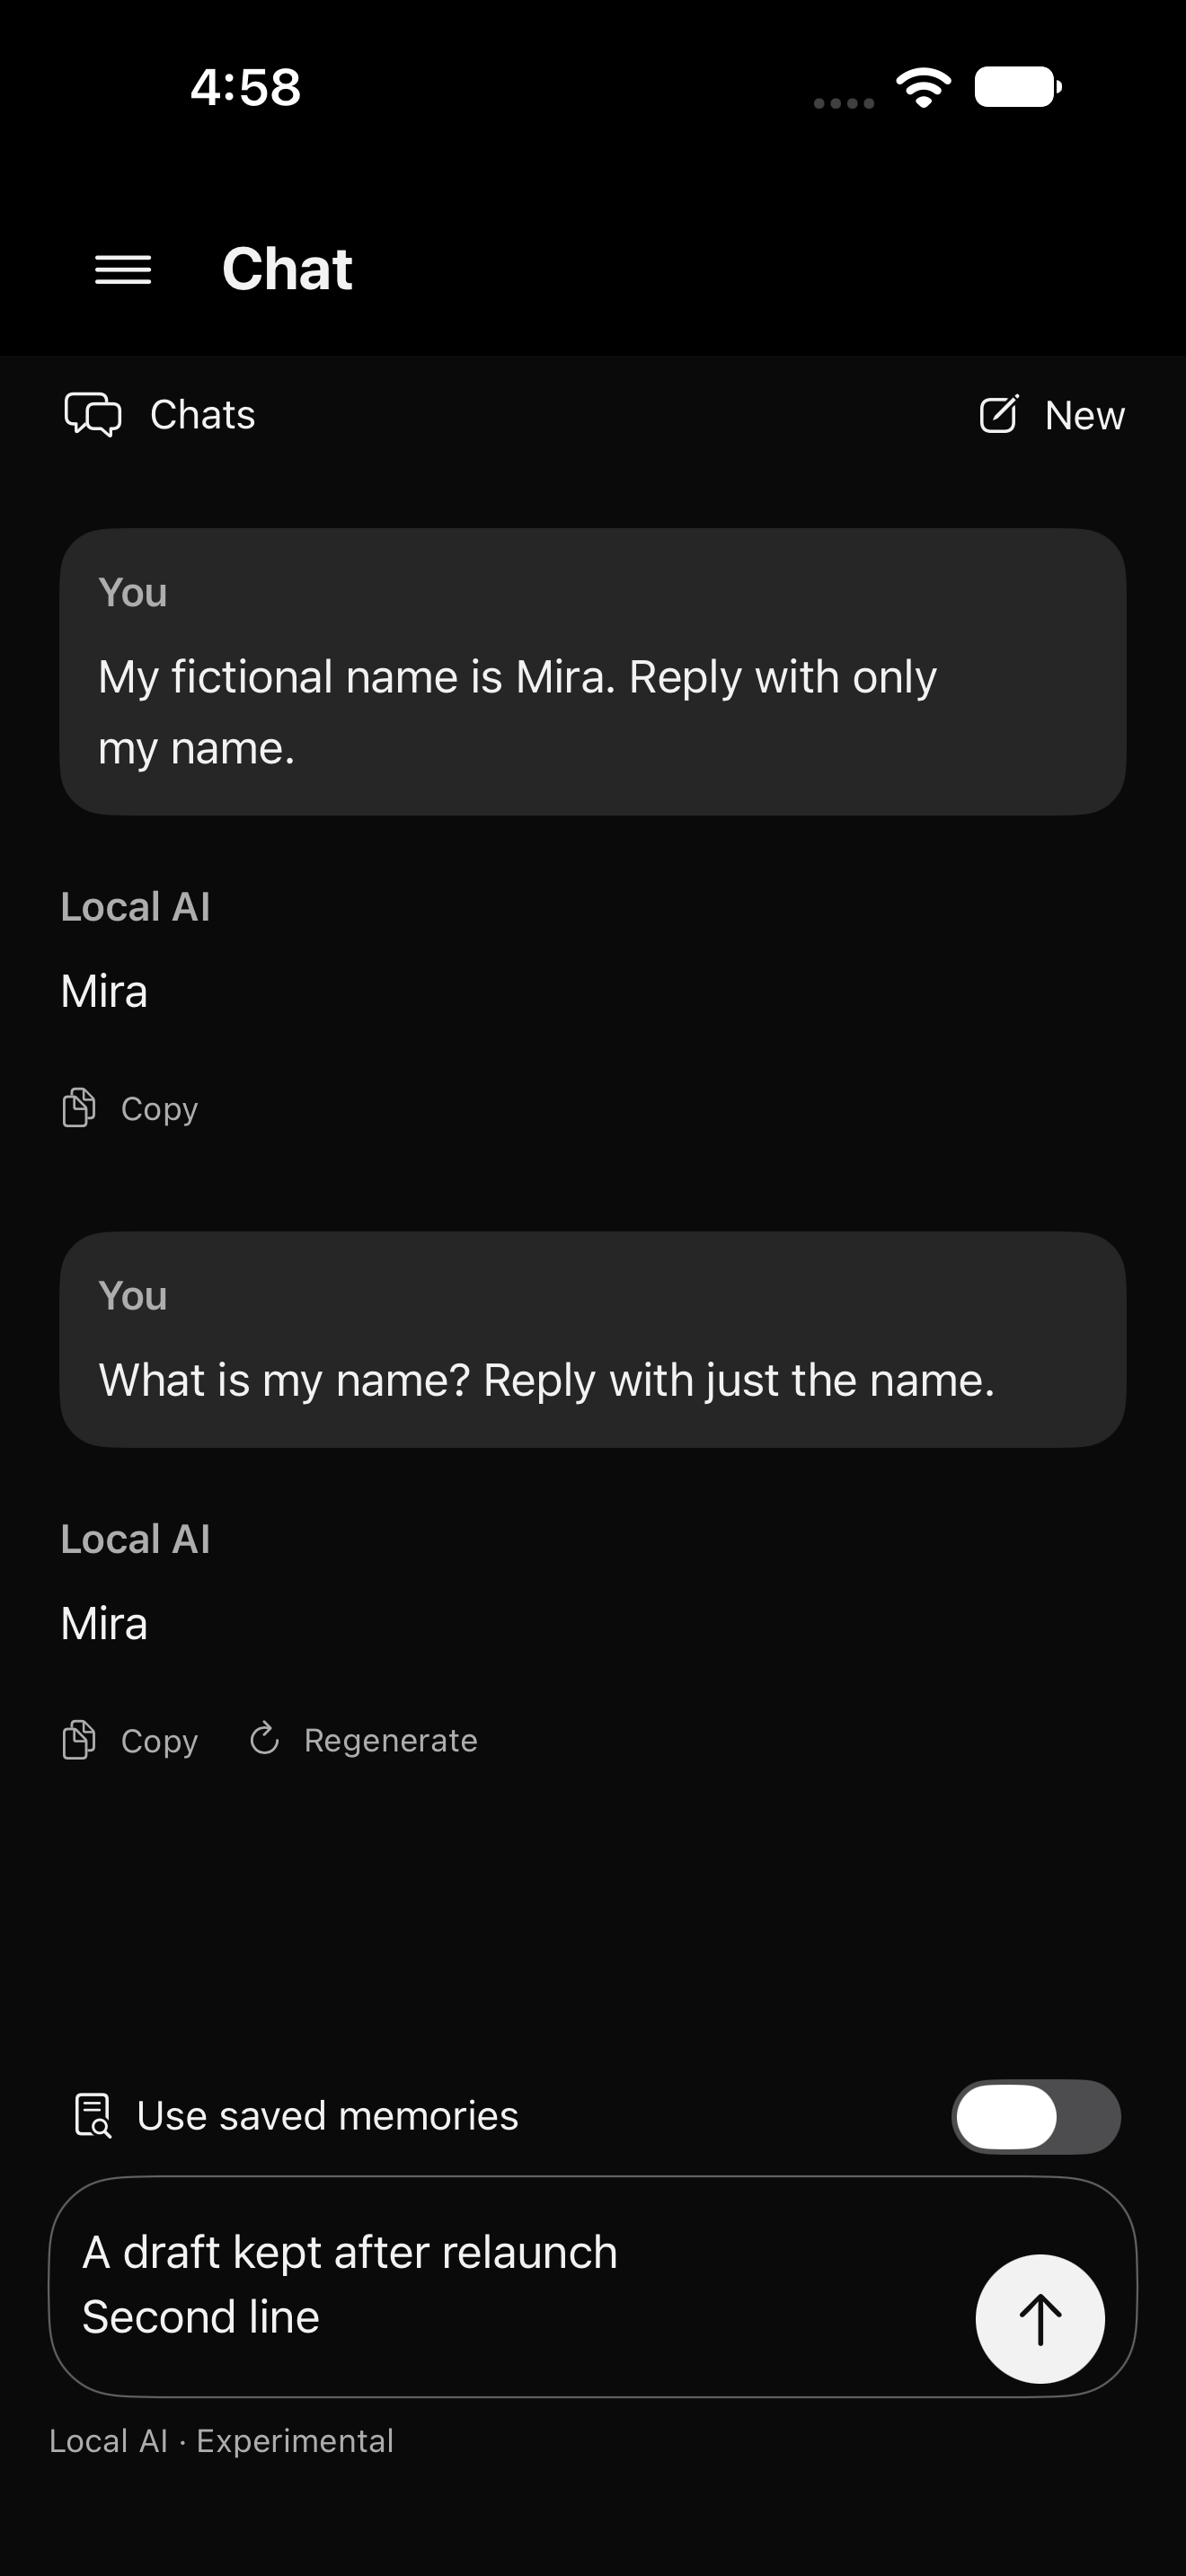 4:58
Chat
Chats
New
You
My fictional name is Mira. Reply with only
my name.
Local AI
Mira
Copy
You
What is my name? Reply with just the name.
Local AI
Mira
Copy
Regenerate
Use saved memories
A draft kept after relaunch
Second line
Local AI · Experimental